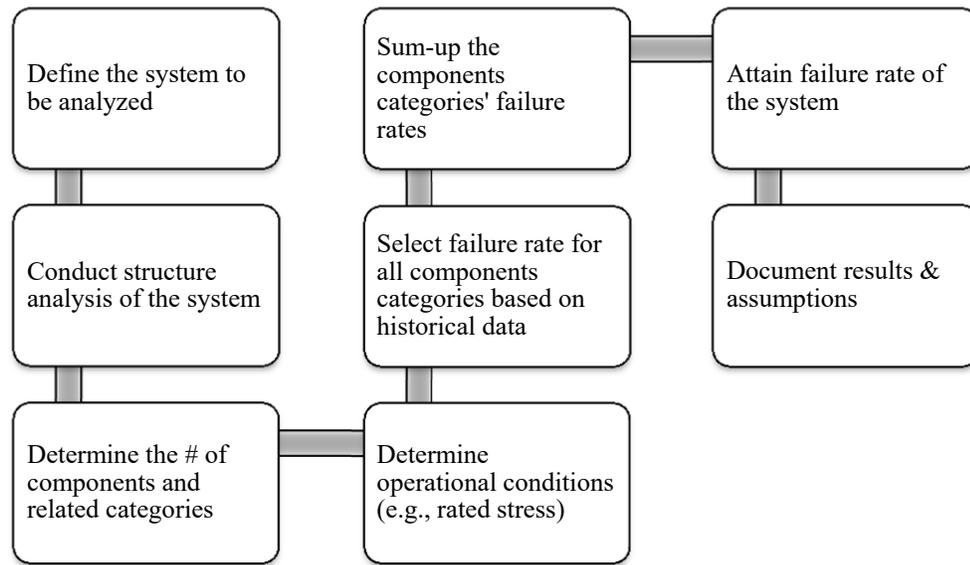 Define the system to
be analyzed
Conduct structure
analysis of the system
Determine the # of
components and
related categories
Determine
operational conditions
(e.g., rated stress)
Select failure rate for
all components
categories based on
historical data
Sum-up the
components
categories' failure
rates
Attain failure rate of
the system
Document results &
assumptions